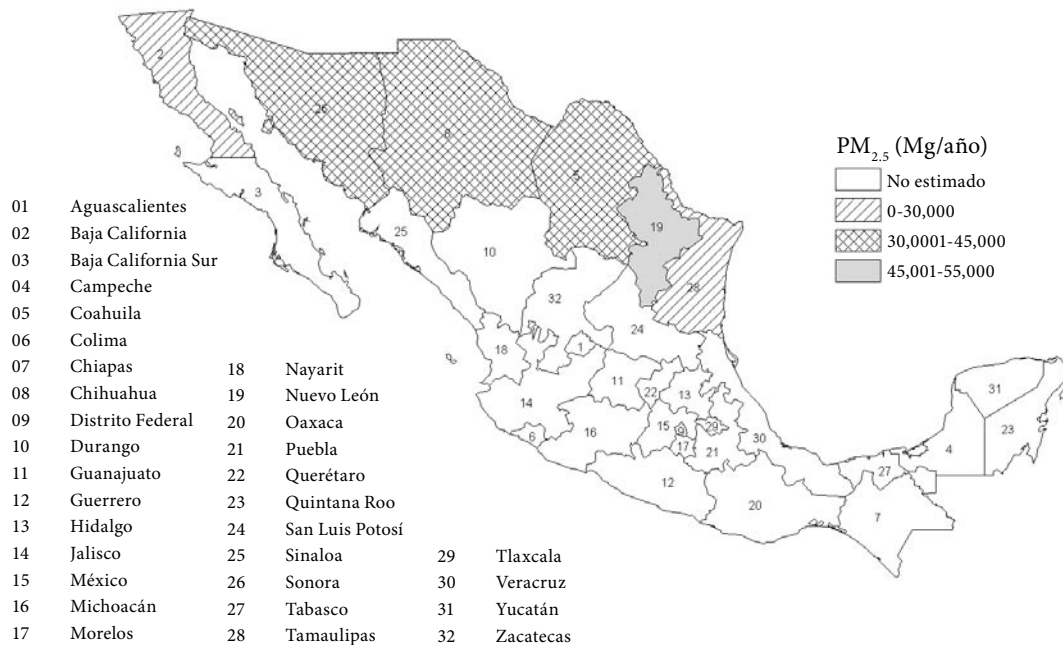 PM2.5 (Mg/año)
No estimado
0-30,000
30,0001-45,000
45,001-55,000
01 Aguascalientes
02 Baja California
03 Baja California Sur
04 Campeche
05 Coahuila
06 Colima
07 Chiapas
08 Chihuahua
09 Distrito Federal
10 Durango
11 Guanajuato
12 Guerrero
13 Hidalgo
14 Jalisco
15 México
16 Michoacán
17 Morelos
18 Nayarit
19 Nuevo León
20 Oaxaca
21 Puebla
22 Querétaro
23 Quintana Roo
24 San Luis Potosí
25 Sinaloa
26 Sonora
27 Tabasco
28 Tamaulipas
29 Tlaxcala
30 Veracruz
31 Yucatán
32 Zacatecas
2
26
8
5
3
19
25
10
28
32
24
18
1
11
22
13
14
31
15
9
29
30
23
6
16
17
21
4
27
12
20
7